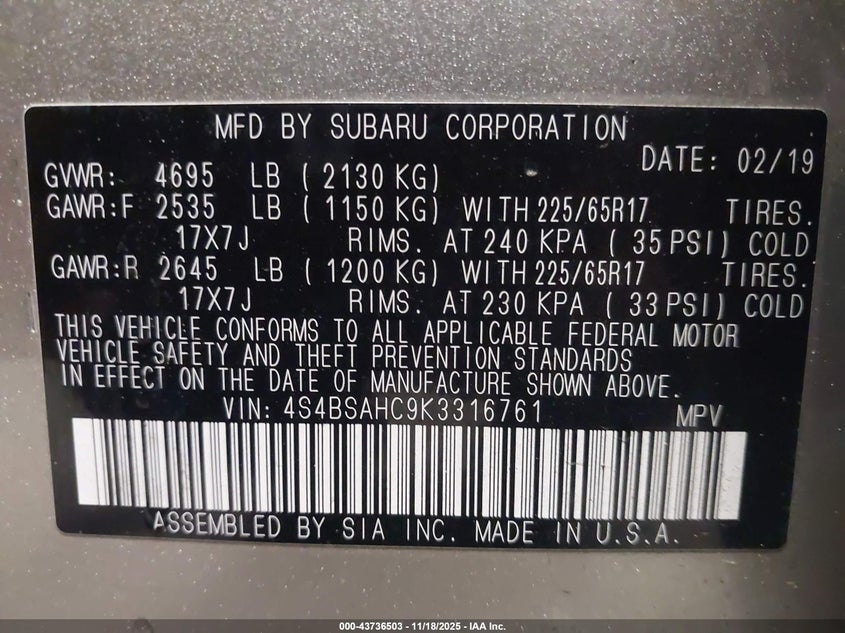 MFD BY SUBARU CORPORATION
DATE: 02/19
GVWR: 4695 LB ( 2130 KG)
GAWR:F 2535 LB ( 1150 KG) WITH 225/65R17 TIRES.
17X7J RIMS. AT 240 KPA ( 35 PSI) COLD
GAWR:R 2645 LB ( 1200 KG) WITH 225/65R17 TIRES.
17X7J RIMS. AT 230 KPA ( 33 PSI) COLD
THIS VEHICLE CONFORMS TO ALL APPLICABLE FEDERAL MOTOR
VEHICLE SAFETY AND THEFT PREVENTION STANDARDS
IN EFFECT ON THE DATE OF MANUFACTURE SHOWN ABOVE.
VIN: 4S4BSAHC9K3316761 MPV
ASSEMBLED BY SIA INC. MADE IN U.S.A.
000-43736503 — 11/18/2025 — IAA Inc.